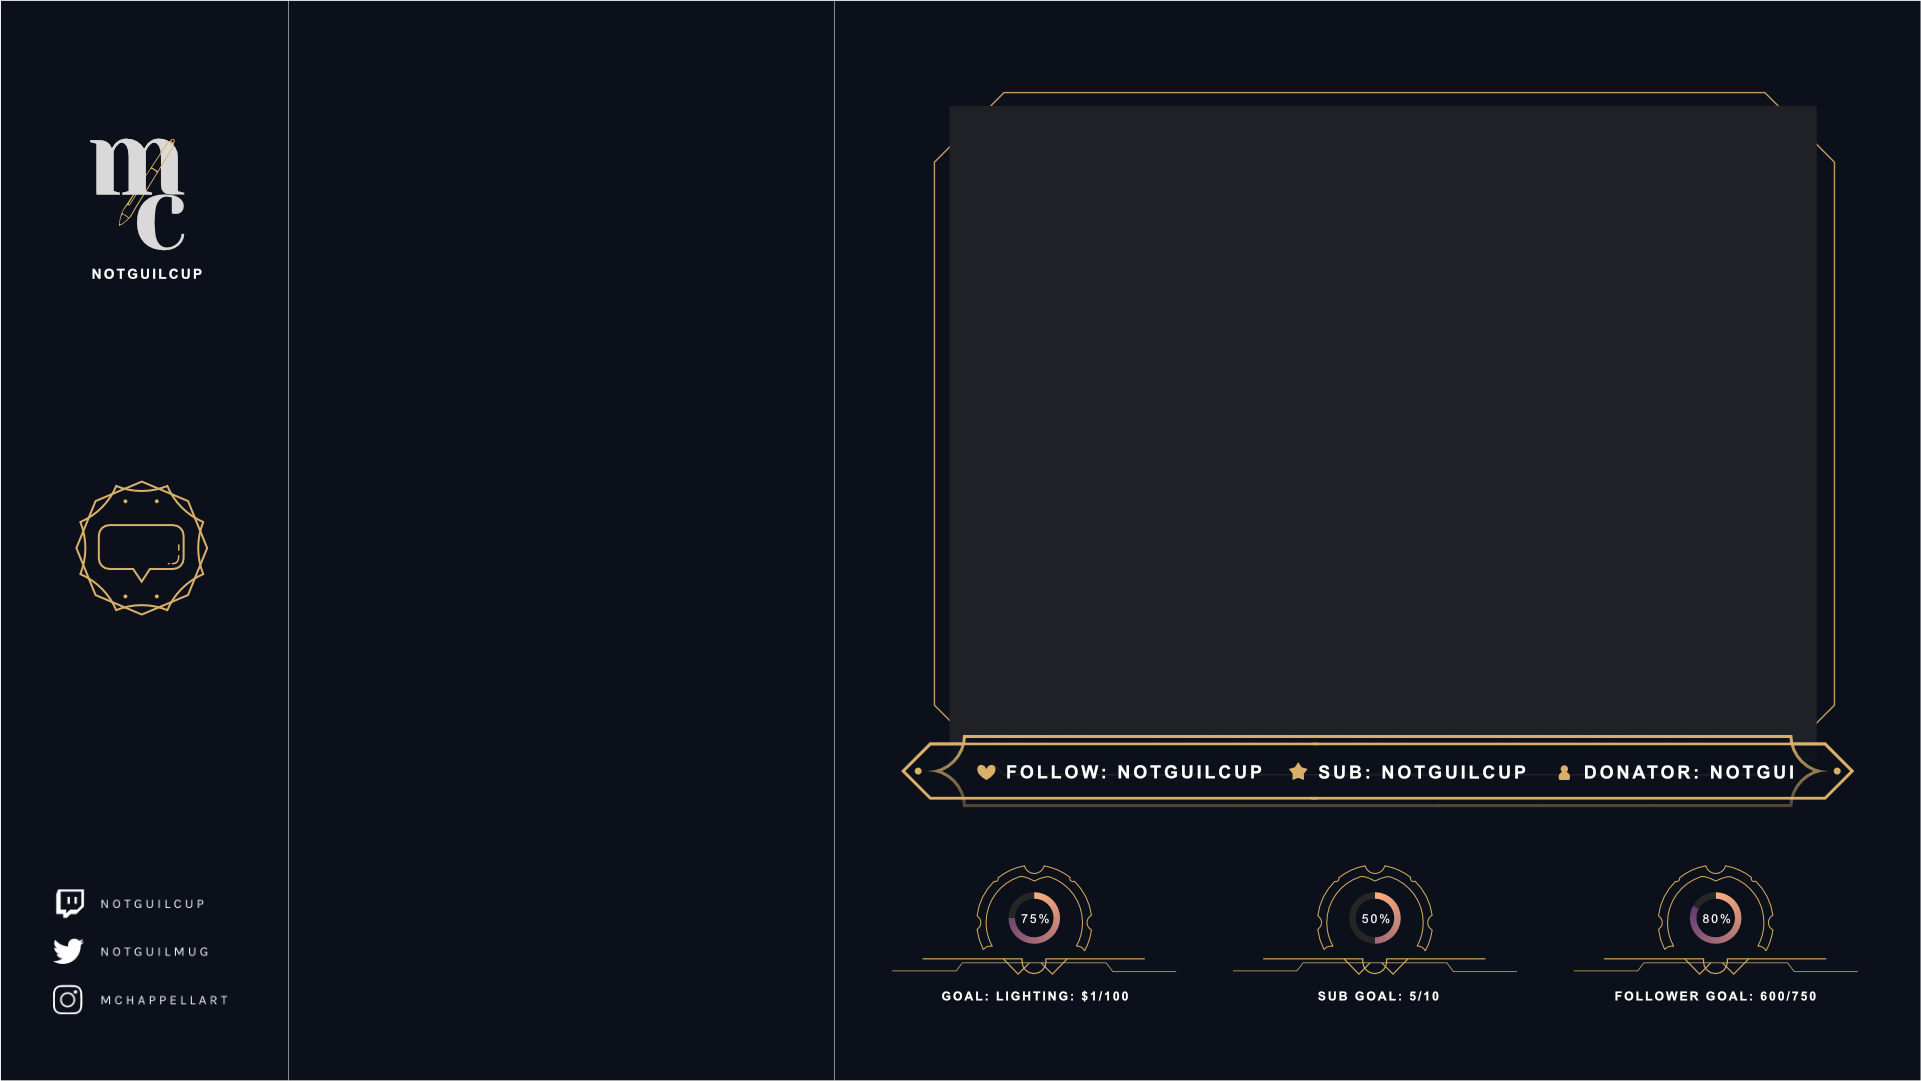 mc
NOTGUILCUP
NOTGUILCUP
NOTGUILMUG
MCHAPPELLART
FOLLOW: NOTGUILCUP SUB: NOTGUILCUP DONATOR: NOTGUI
75%
50%
80%
GOAL: LIGHTING: $1/100
SUB GOAL: 5/10
FOLLOWER GOAL: 600/750